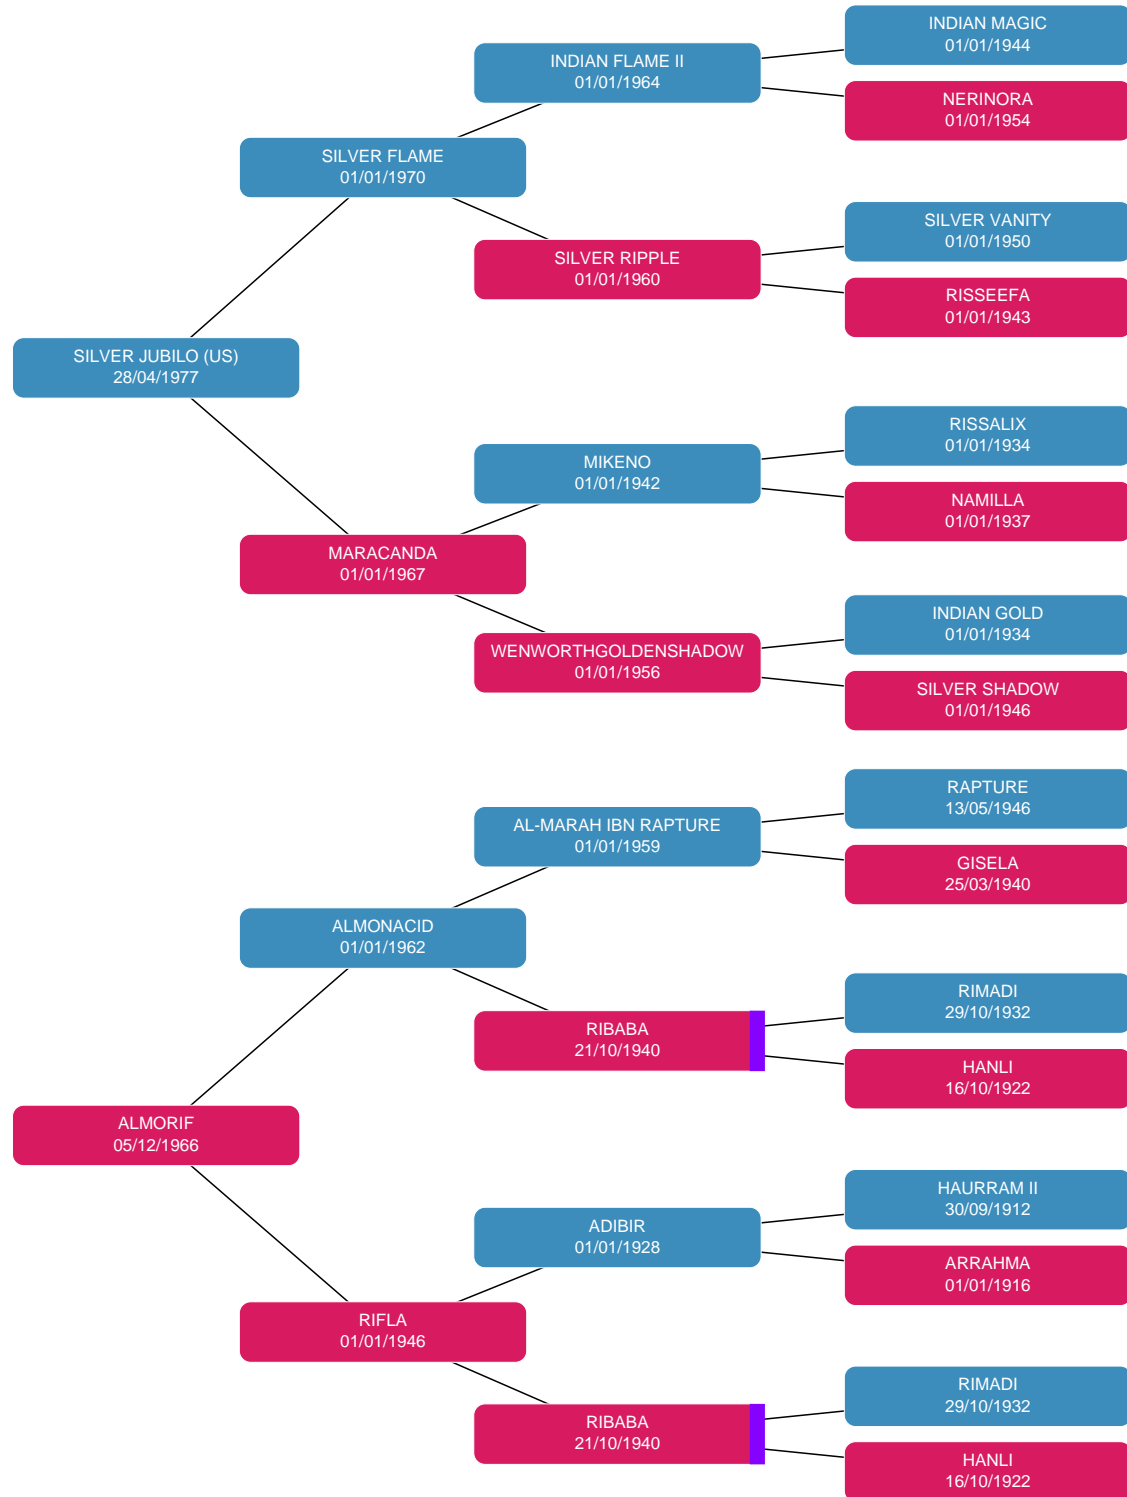 INDIAN MAGIC
01/01/1944
INDIAN FLAME II
01/01/1964
NERINORA
01/01/1954
SILVER FLAME
01/01/1970
SILVER VANITY
01/01/1950
SILVER RIPPLE
01/01/1960
RISSEEFA
01/01/1943
SILVER JUBILO (US)
28/04/1977
RISSALIX
01/01/1934
MIKENO
01/01/1942
NAMILLA
01/01/1937
MARACANDA
01/01/1967
INDIAN GOLD
01/01/1934
WENWORTHGOLDENSHADOW
01/01/1956
SILVER SHADOW
01/01/1946
RAPTURE
13/05/1946
AL-MARAH IBN RAPTURE
01/01/1959
GISELA
25/03/1940
ALMONACID
01/01/1962
RIMADI
29/10/1932
RIBABA
21/10/1940
HANLI
16/10/1922
ALMORIF
05/12/1966
HAURRAM II
30/09/1912
ADIBIR
01/01/1928
ARRAHMA
01/01/1916
RIFLA
01/01/1946
RIMADI
29/10/1932
RIBABA
21/10/1940
HANLI
16/10/1922